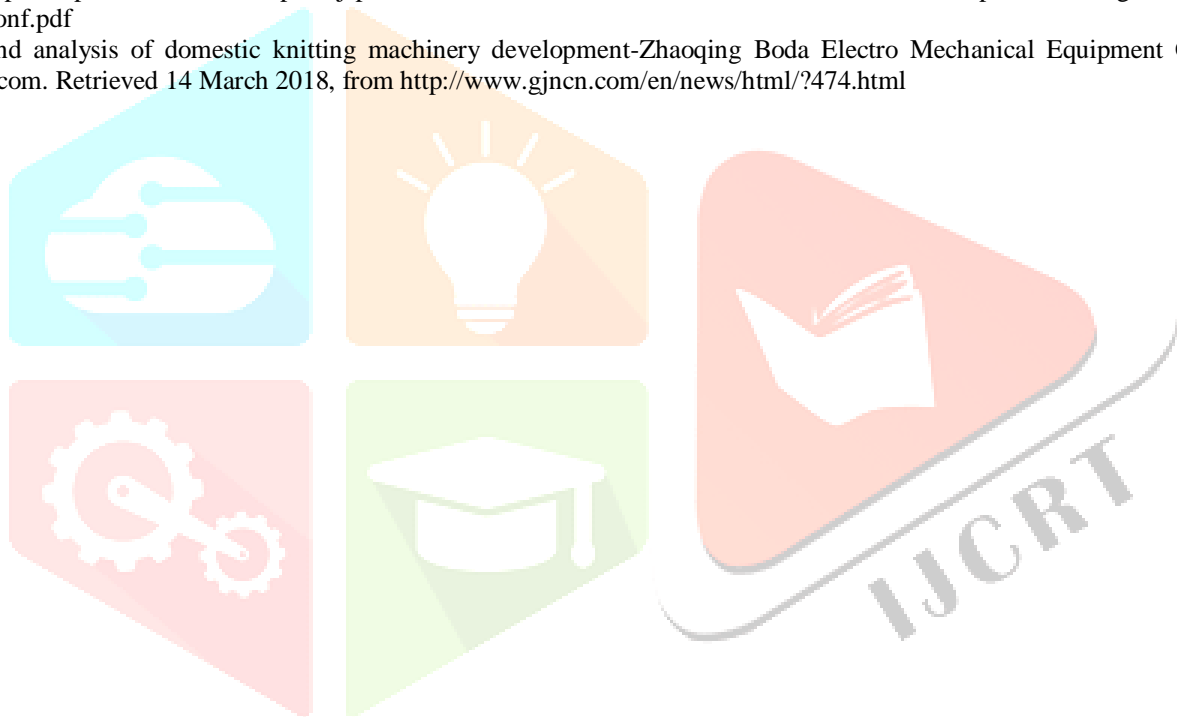 onf.pdf
nd analysis of domestic knitting machinery development-Zhaoqing Boda Electro Mechanical Equipment
com. Retrieved 14 March 2018, from http://www.gjncn.com/en/news/html/?474.html
IJCRT